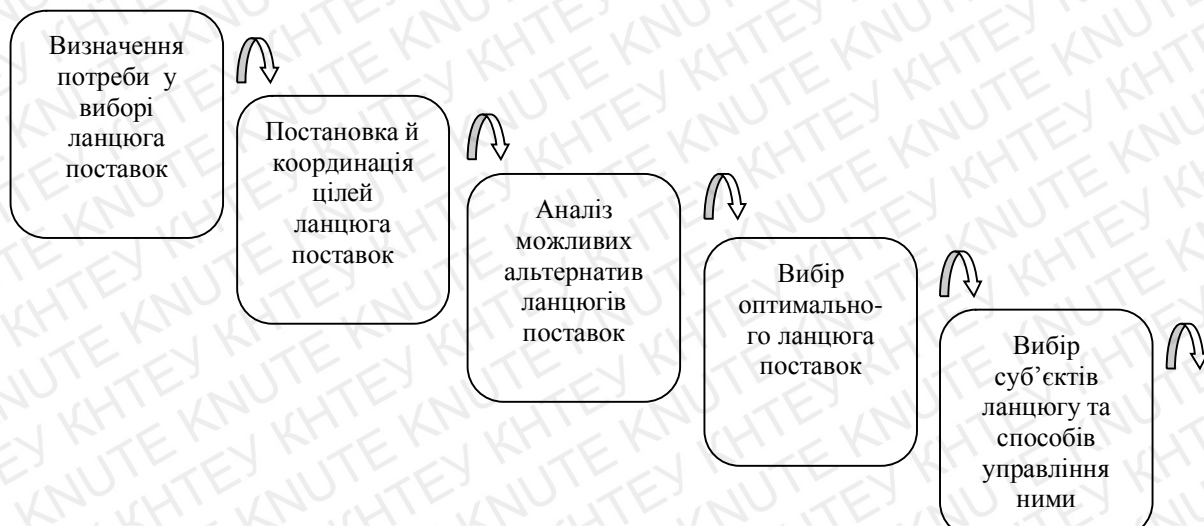 Визначення
потреби у
виборі
ланцюга
поставок
Постановка й
координація
цілей
ланцюга
поставок
Аналіз
можливих
альтернатив
ланцюгів
поставок
Вибір
оптимально-
го ланцюга
поставок
Вибір
суб’єктів
ланцюгу та
способів
управління
ними